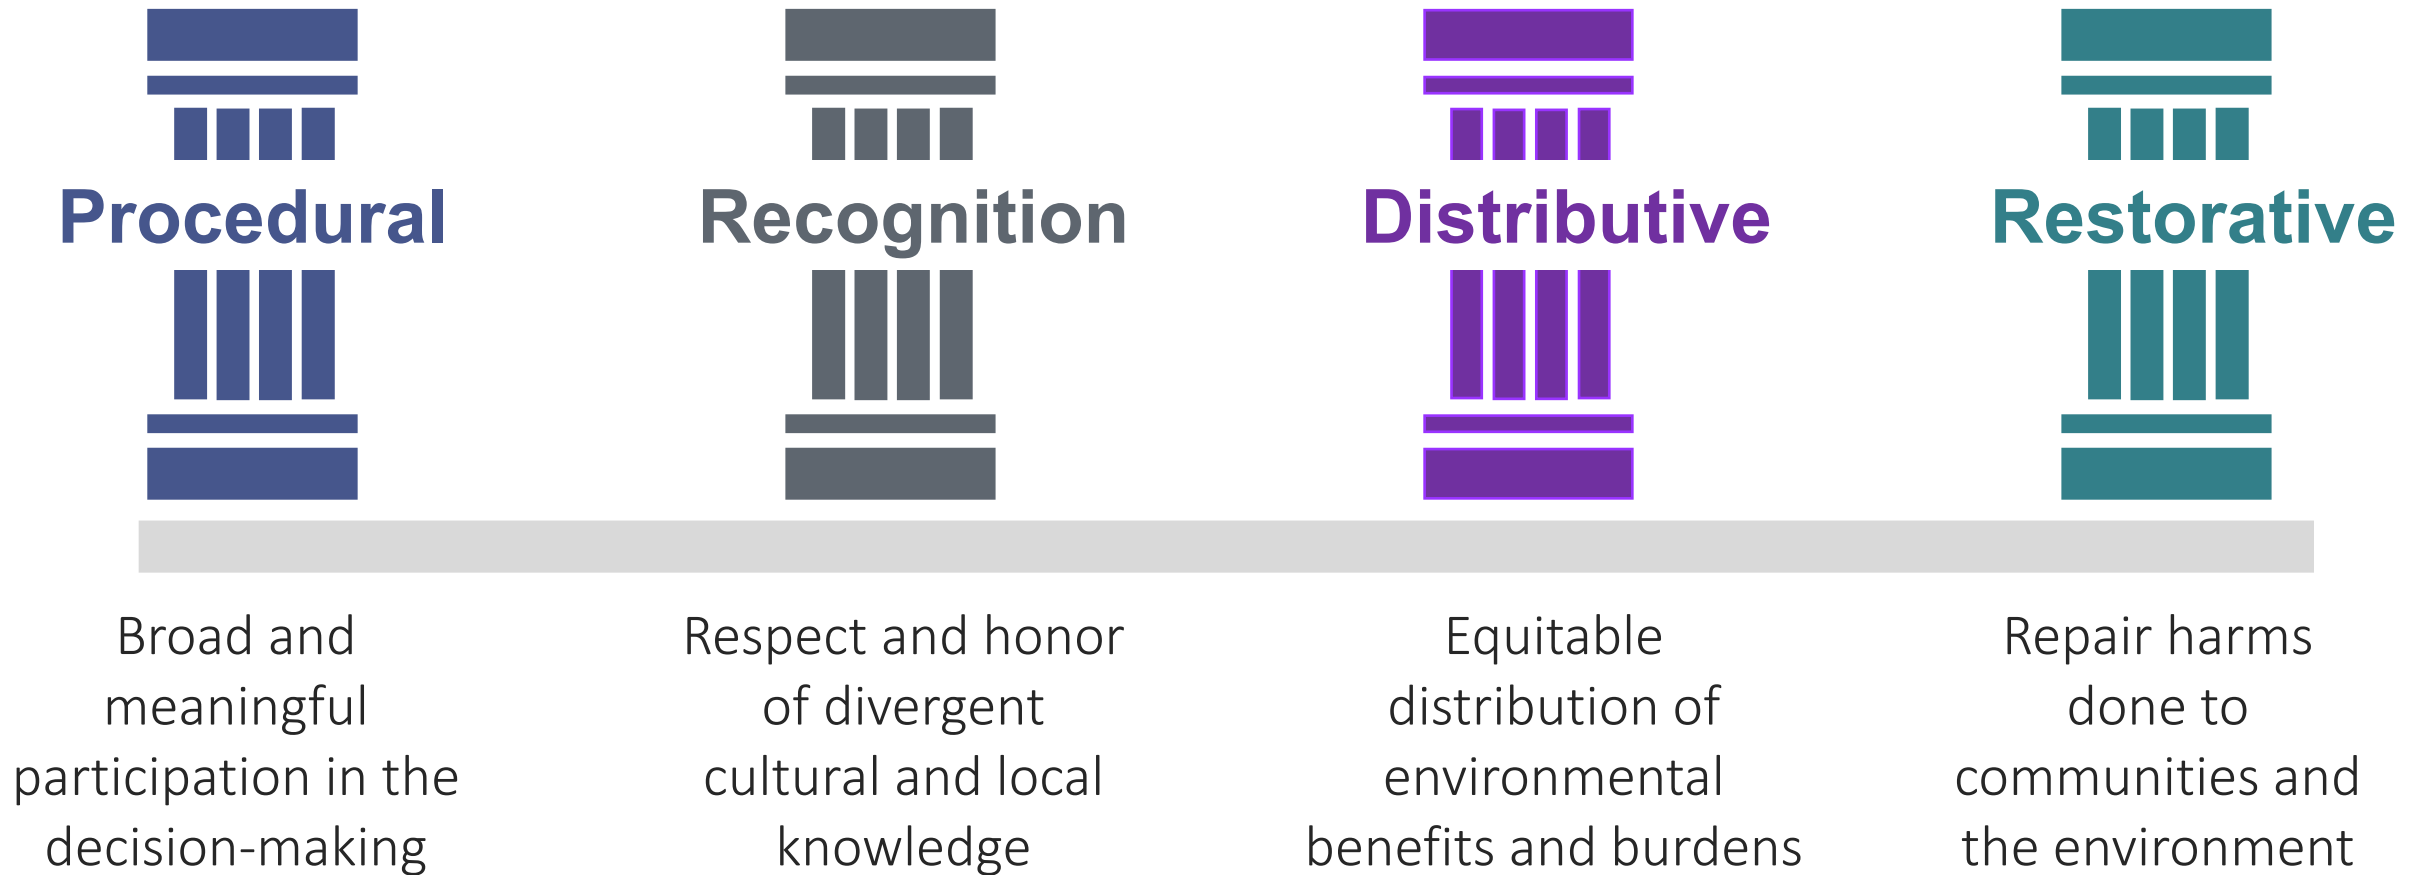 Procedural
Recognition
Distributive
Restorative
Broad and
meaningful
participation in the
decision-making
Respect and honor
of divergent
cultural and local
knowledge
Equitable
distribution of
environmental
benefits and burdens
Repair harms
done to
communities and
the environment